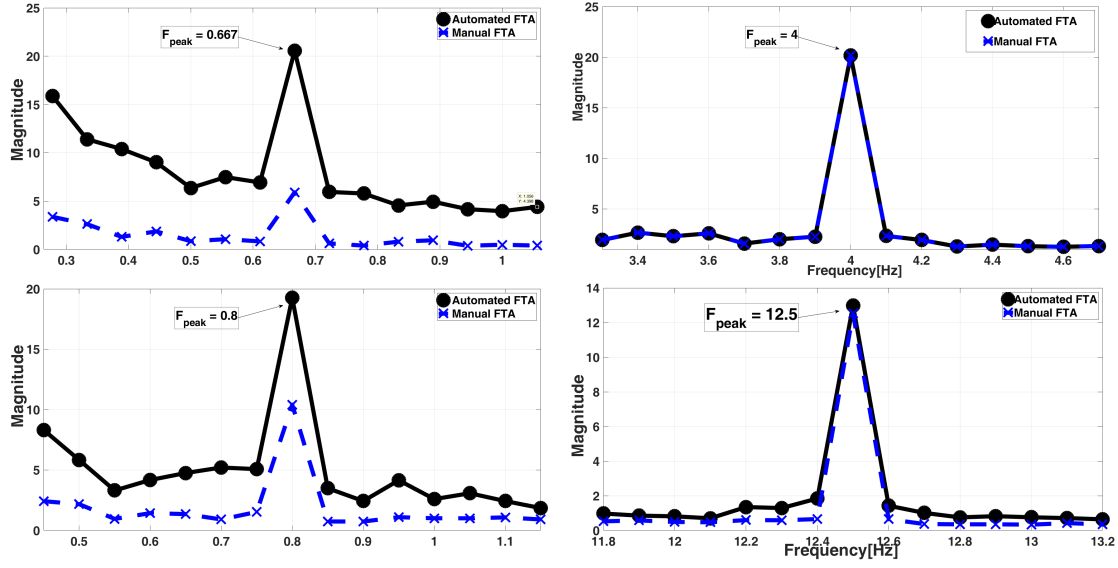 25
20
15
10
5
0
Magnitude
F_peak = 0.667
Automated FTA
Manual FTA
0.3 0.4 0.5 0.6 0.7 0.8 0.9 1
25
20
15
10
5
Magnitude
F_peak = 4
Automated FTA
Manual FTA
3.4 3.6 3.8 4 4.2 4.4 4.6
Frequency[Hz]
20
15
10
5
0
Magnitude
F_peak = 0.8
Automated FTA
Manual FTA
0.5 0.6 0.7 0.8 0.9 1 1.1
14
12
10
8
6
4
2
0
Magnitude
F_peak = 12.5
Automated FTA
Manual FTA
11.8 12 12.2 12.4 12.6 12.8 13 13.2
Frequency[Hz]